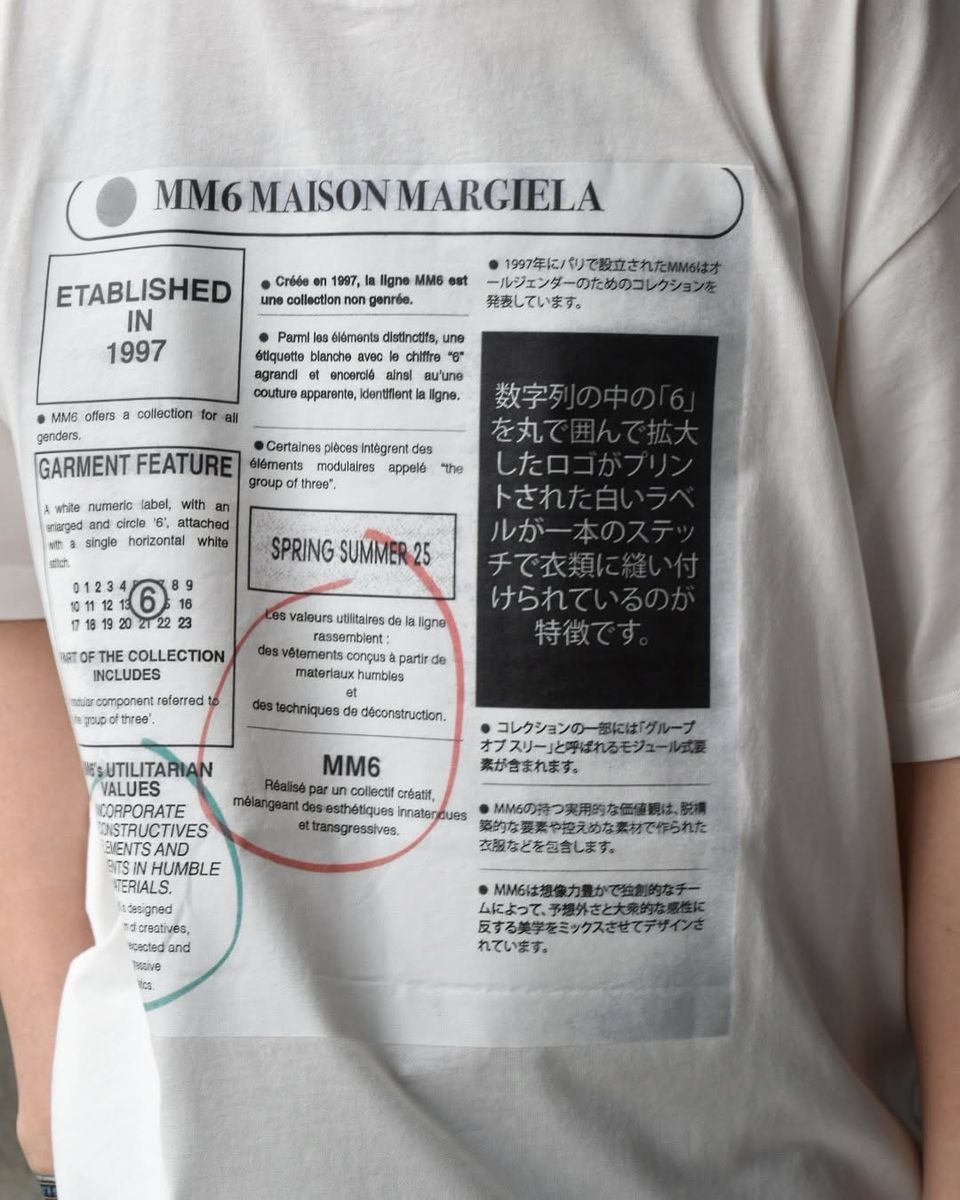 MM6 MAISON MARGIELA
ETABLISHED
IN
1997
● MM6 offers a collection for all
genders.
GARMENT FEATURE
A white numeric label, with an
enlarged and circle '6', attached
with a single horizontal white
stitch.
0 1 2 3 4 8 9
10 11 12 6 16
17 18 19 20 21 22 23
OF THE COLLECTION
INCLUDES
component referred to
group of three'.
UTILITARIAN
VALUES
AND
IN HUMBLE
designed
creatives,
and
● Créée en 1997, la ligne MM6 est
une collection non genrée.
● Parmi les éléments distinctifs, une
étiquette blanche avec le chiffre "6"
agrandi et encerclé ainsi au'une
couture apparente, identifient la ligne.
● Certaines pièces intègrent des
éléments modulaires appelé "the
group of three".
SPRING SUMMER 25
Les valeurs utilitaires de la ligne
rassemblent :
des vêtements conçus à partir de
materiaux humbles
et
des techniques de déconstruction.
MM6
Réalisé par un collectif créatif,
mélangeant des esthétiques innatendues
et transgressives.
● 1997年にパリで設立されたMM6はオ
ールジェンダーのためのコレクションを
発表しています。
数字列の中の「6」
を丸で囲んで拡大
したロゴがプリン
トされた白いラベ
ルが一本のステッ
チで衣類に縫い付
けられているのが
特徴です。
● コレクションの一部には「グループ
オブ スリー」と呼ばれるモジュール式要
素が含まれます。
● MM6の持つ実用的な価値観は、脱構
築的な要素や控えめな素材で作られた
衣服などを包含します。
● MM6は想像力豊かで独創的なチー
ムによって、予想外さと大衆的な感性に
反する美学をミックスさせてデザインさ
れています。